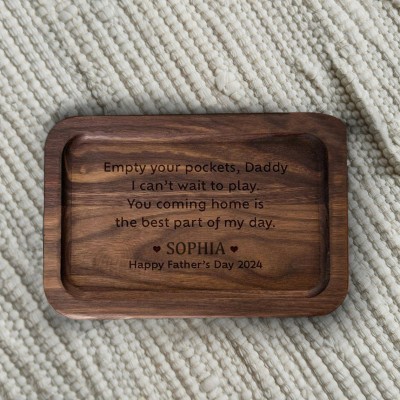 Empty your pockets, Daddy
I can't wait to play.
You coming home is
the best part of my day.
♥ SOPHIA ♥
Happy Father's Day 2024